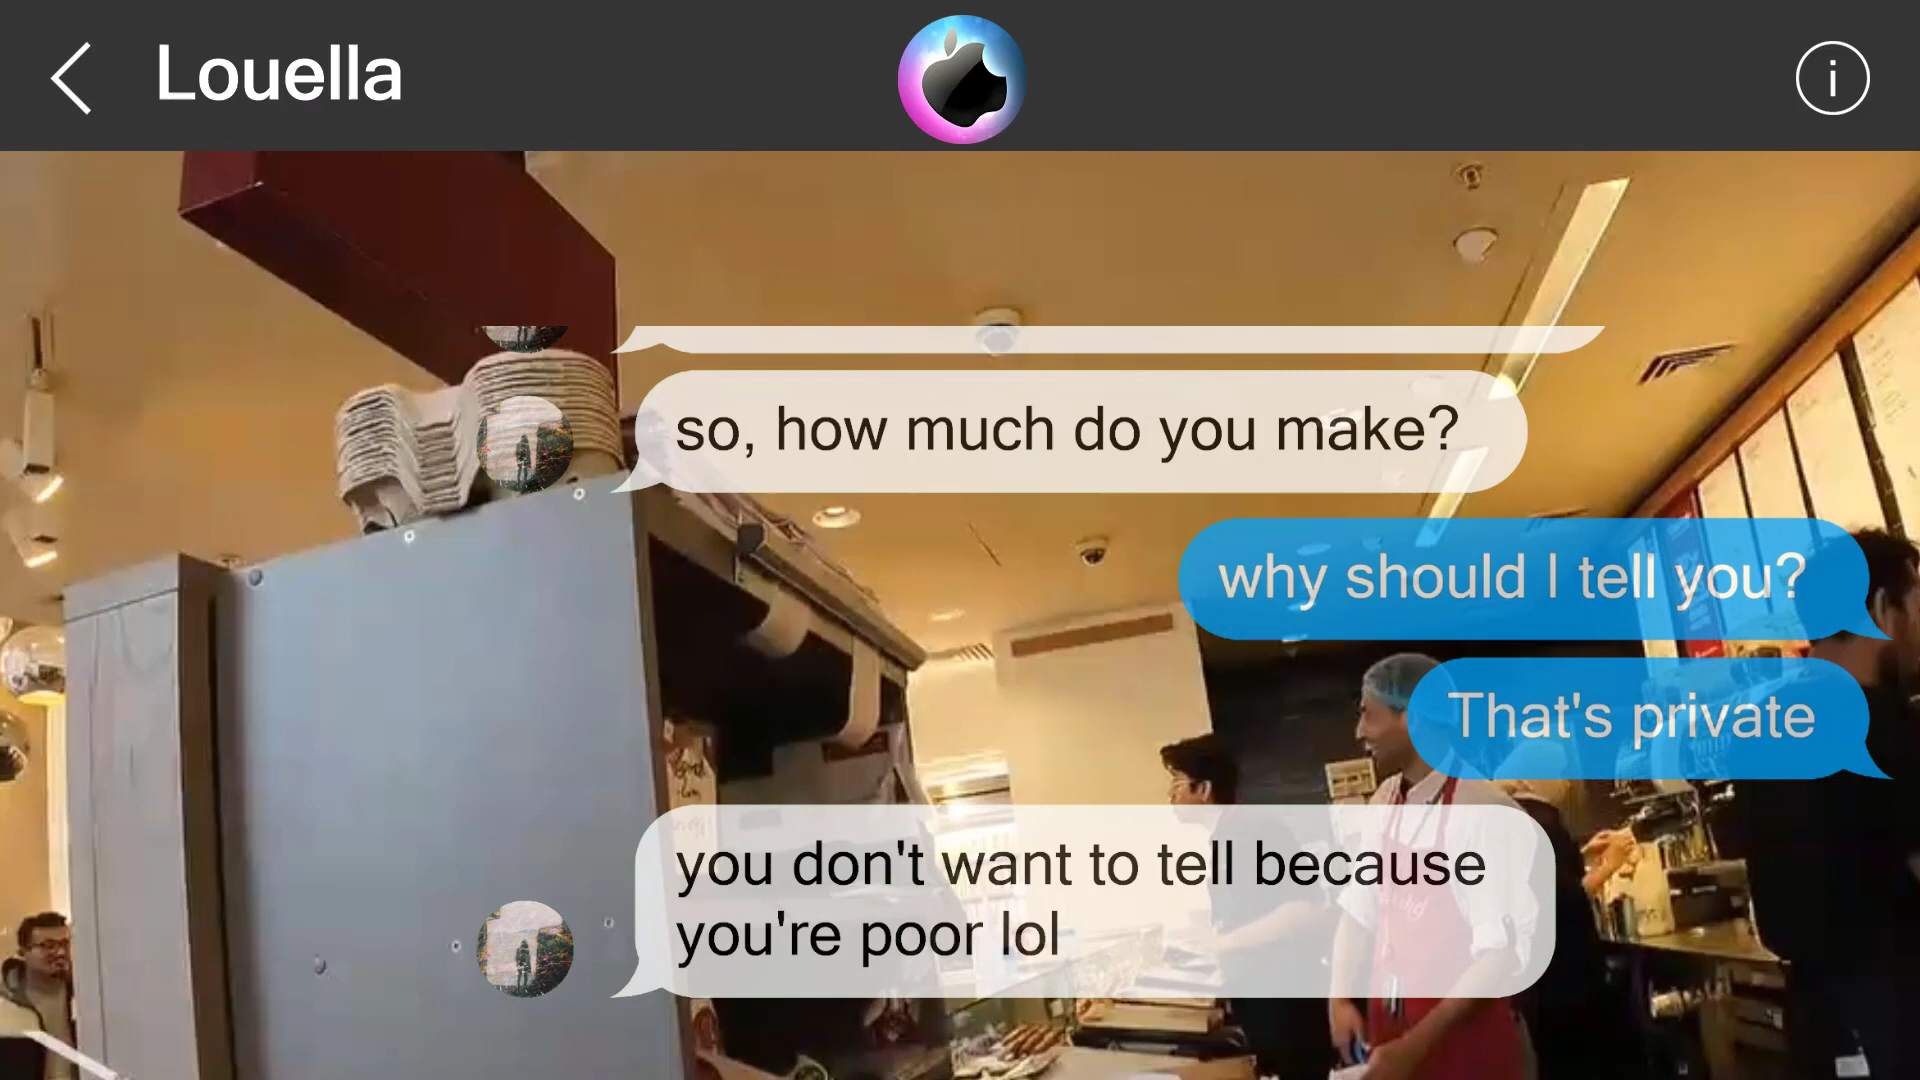 Louella
so, how much do you make?
why should I tell you?
That's private
you don't want to tell because
you're poor lol